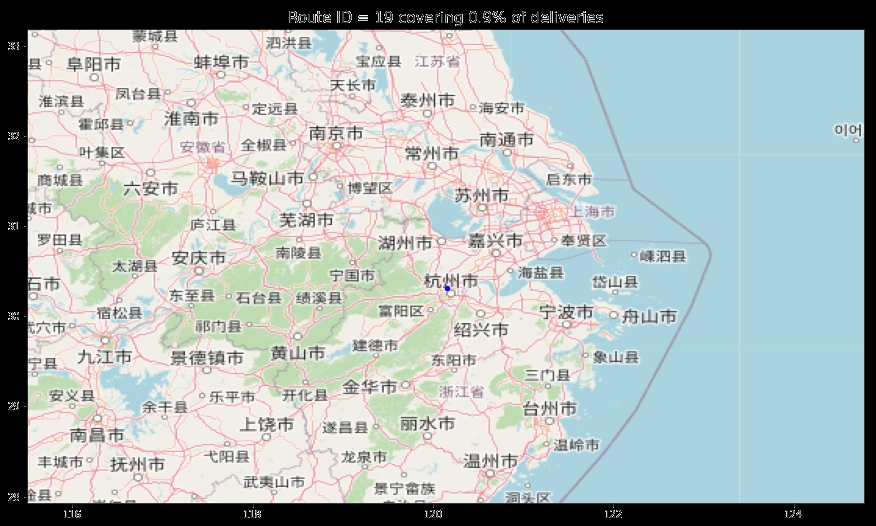 Route ID = 19 covering 0.9% of deliveries
蒙城县
泗洪县
江苏省
阜阳市
蚌埠市
宝应县
凤台县
天长市
淮滨县
定远县
泰州市
海安市
霍邱县
淮南市
南京市
南通市
이어
叶集区
安徽省
全椒县
常州市
商城县
六安市
马鞍山市
博望区
苏州市
启东市
城市
庐江县
芜湖市
上海市
罗田县
南陵县
湖州市
嘉兴市
奉贤区
太湖县
安庆市
宁国市
海盐县
嵊泗县
石市
东至县
石台县
绩溪县
杭州市
岱山县
宿松县
富阳区
宁波市
舟山市
穴市
祁门县
绍兴市
九江市
景德镇市
黄山市
建德市
东阳市
象山县
宁县
三门县
安义县
余干县
乐平市
开化县
金华市
浙江省
台州市
南昌市
上饶市
遂昌县
丽水市
温岭市
丰城市
抚州市
弋阳县
龙泉市
温州市
武夷山市
景宁畲族
洞头区
118
120
122
124